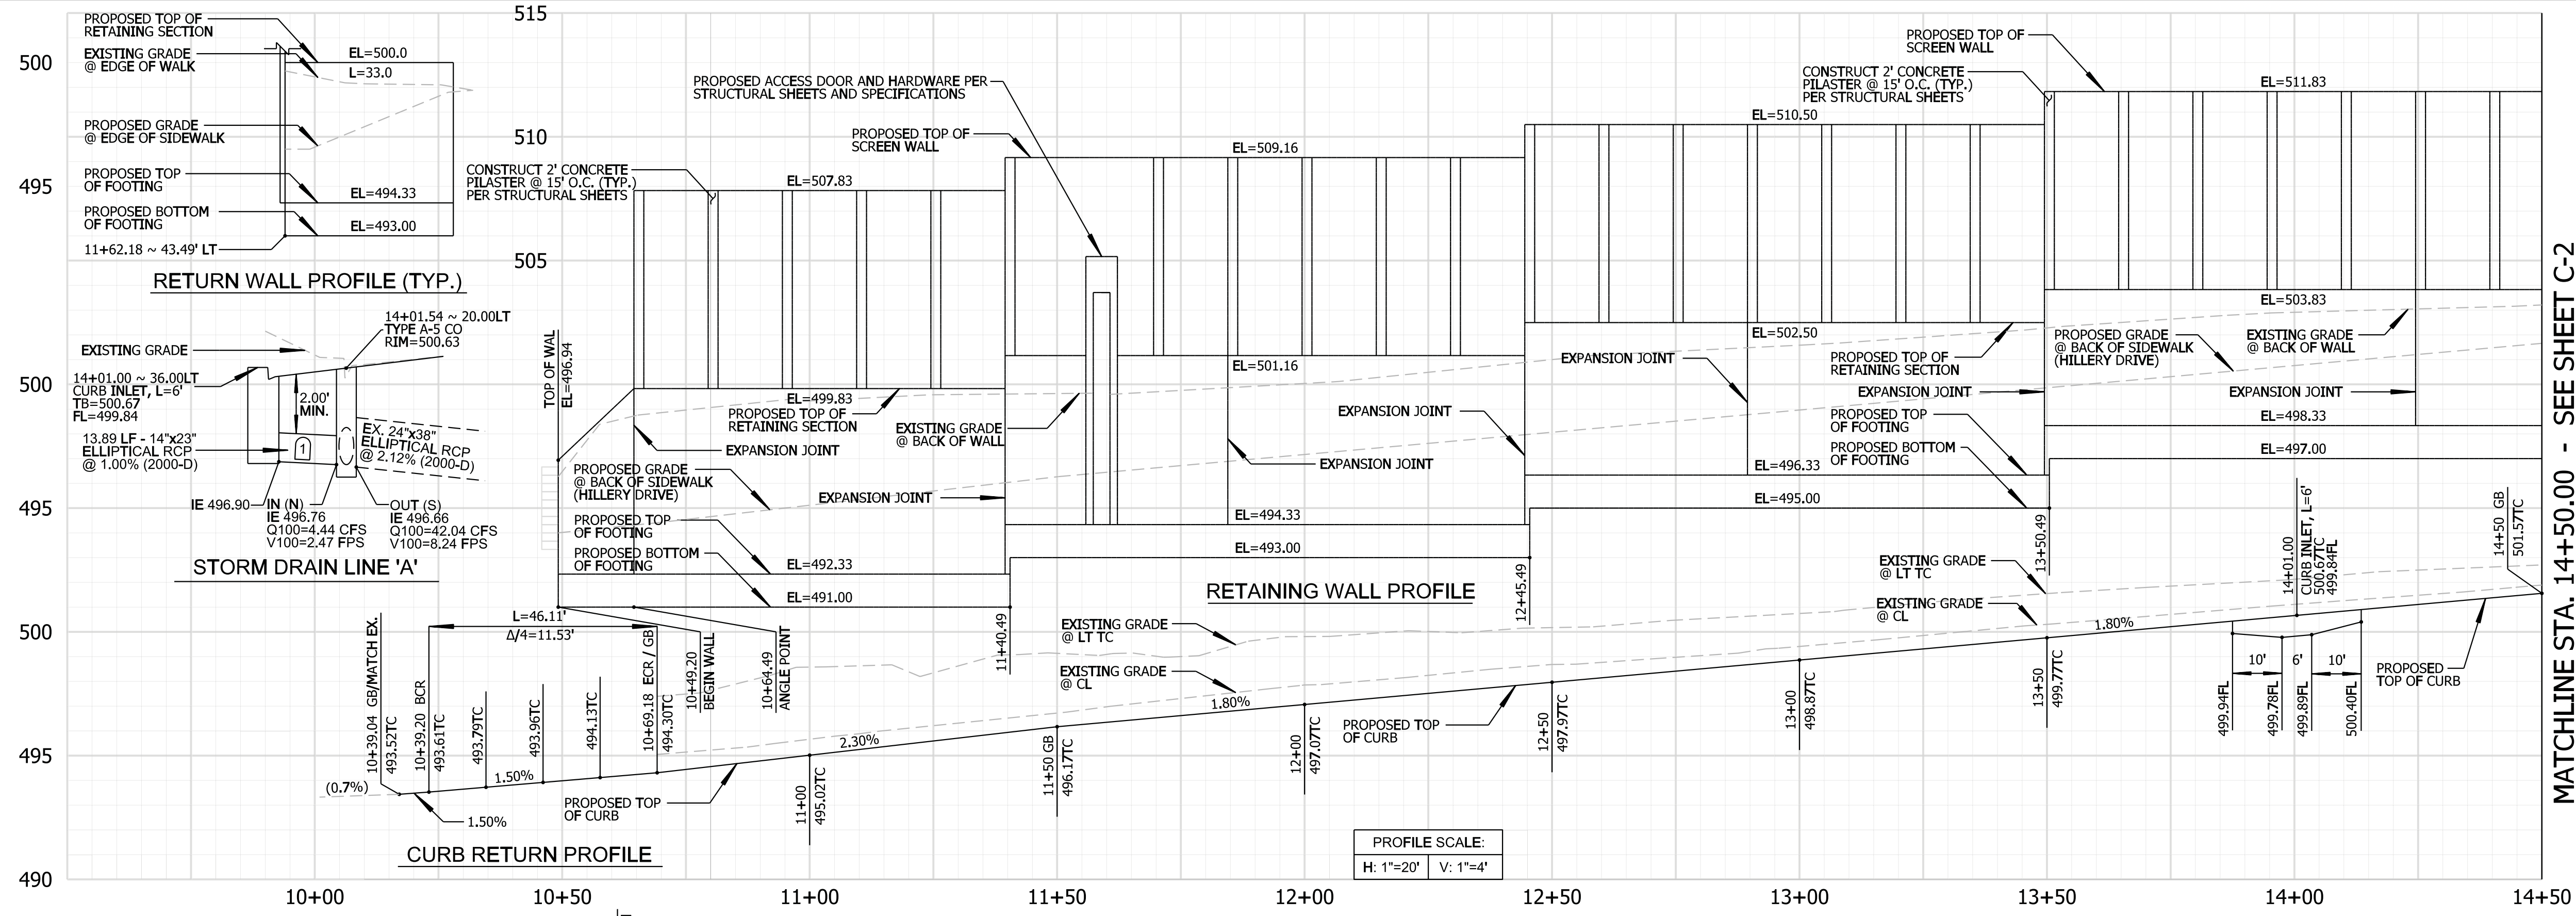 515
510
505
500
495
500
495
500
495
490
PROPOSED TOP OF
RETAINING SECTION
EXISTING GRADE
@ EDGE OF WALK
PROPOSED GRADE
@ EDGE OF SIDEWALK
PROPOSED TOP
OF FOOTING
PROPOSED BOTTOM
OF FOOTING
11+62.18 ~ 43.49' LT
EL=500.0
L=33.0
EL=494.33
EL=493.00
RETURN WALL PROFILE (TYP.)
14+01.54 ~ 20.00LT
TYPE A-5 CO
RIM=500.63
EXISTING GRADE
14+01.00 ~ 36.00LT
CURB INLET, L=6'
TB=500.67
FL=499.84
2.00'
MIN.
13.89 LF - 14"x23"
ELLIPTICAL RCP
@ 1.00% (2000-D)
1
EX. 24"x38"
ELLIPTICAL RCP
@ 2.12% (2000-D)
IE 496.90
IN (N)
IE 496.76
Q100=4.44 CFS
V100=2.47 FPS
OUT (S)
IE 496.66
Q100=42.04 CFS
V100=8.24 FPS
STORM DRAIN LINE 'A'
CONSTRUCT 2' CONCRETE
PILASTER @ 15' O.C. (TYP.)
PER STRUCTURAL SHEETS
PROPOSED ACCESS DOOR AND HARDWARE PER
STRUCTURAL SHEETS AND SPECIFICATIONS
PROPOSED TOP OF
SCREEN WALL
EL=507.83
EL=509.16
EL=510.50
EL=511.83
CONSTRUCT 2' CONCRETE
PILASTER @ 15' O.C. (TYP.)
PER STRUCTURAL SHEETS
PROPOSED TOP OF
SCREEN WALL
TOP OF WAL
EL=496.94
EL=499.83
PROPOSED TOP OF
RETAINING SECTION
EXISTING GRADE
@ BACK OF WALL
EXPANSION JOINT
PROPOSED GRADE
@ BACK OF SIDEWALK
(HILLERY DRIVE)
EXPANSION JOINT
PROPOSED TOP
OF FOOTING
PROPOSED BOTTOM
OF FOOTING
EL=492.33
EL=491.00
EL=501.16
EXPANSION JOINT
EXPANSION JOINT
EL=494.33
EL=493.00
EL=502.50
EXPANSION JOINT
PROPOSED TOP OF
RETAINING SECTION
EXPANSION JOINT
PROPOSED TOP
OF FOOTING
PROPOSED BOTTOM
OF FOOTING
EL=496.33
EL=495.00
EL=503.83
PROPOSED GRADE
@ BACK OF SIDEWALK
(HILLERY DRIVE)
EXISTING GRADE
@ BACK OF WALL
EXPANSION JOINT
EL=498.33
EL=497.00
RETAINING WALL PROFILE
L=46.11'
Δ/4=11.53'
10+39.04 GB/MATCH EX.
493.52TC
10+39.20 BCR
493.61TC
493.79TC
493.96TC
494.13TC
10+69.18 ECR / GB
494.30TC
10+49.20
BEGIN WALL
10+64.49
ANGLE POINT
11+40.49
12+45.49
13+50.49
(0.7%)
1.50%
1.50%
2.30%
1.80%
1.80%
PROPOSED TOP
OF CURB
CURB RETURN PROFILE
11+00
495.02TC
11+50 GB
496.17TC
12+00
497.07TC
12+50
497.97TC
13+00
498.87TC
13+50
499.77TC
EXISTING GRADE
@ LT TC
EXISTING GRADE
@ CL
PROPOSED TOP
OF CURB
EXISTING GRADE
@ LT TC
EXISTING GRADE
@ CL
14+01.00
CURB INLET, L=6'
500.67TC
499.84FL
14+50 GB
501.57TC
10'
6'
10'
499.94FL
499.78FL
499.89FL
500.40FL
PROPOSED
TOP OF CURB
PROFILE SCALE:
H: 1"=20'
V: 1"=4'
10+00
10+50
11+00
11+50
12+00
12+50
13+00
13+50
14+00
14+50
MATCHLINE STA. 14+50.00 - SEE SHEET C-2